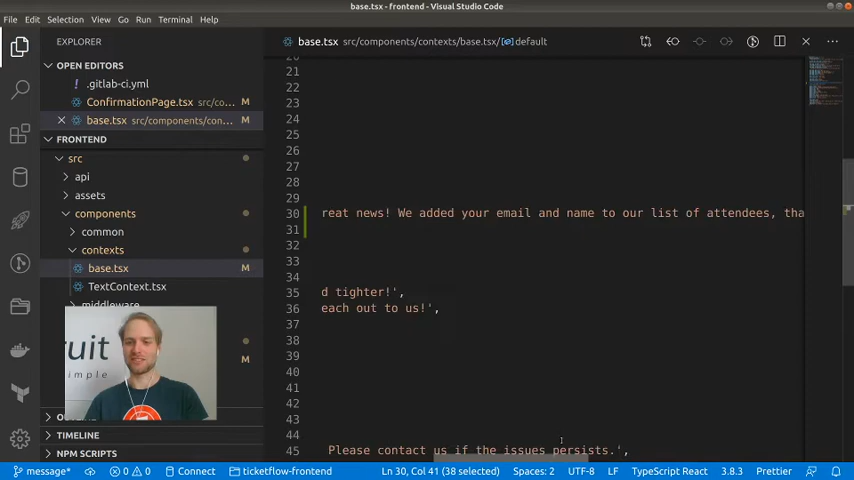 base.tsx - frontend - Visual Studio Code
File Edit Selection View Go Run Terminal Help
EXPLORER
base.tsx src/components/contexts/base.tsx/ default
OPEN EDITORS
.gitlab-ci.yml
ConfirmationPage.tsx src/co... M
base.tsx src/components/con... M
FRONTEND
src
api
assets
components
common
contexts
base.tsx M
TextContext.tsx
middleware
M
OUTLINE
TIMELINE
NPM SCRIPTS
20
21
22
23
24
25
26
27
28
29
30 reat news! We added your email and name to our list of attendees, tha
31
32
33
34
35 d tighter!',
36 each out to us!',
37
38
39
40
41
42
43
44
45 Please contact us if the issues persists.',
ruit
simple
message* 0 0 Connect ticketflow-frontend Ln 30, Col 41 (38 selected) Spaces: 2 UTF-8 LF TypeScript React 3.8.3 Prettier